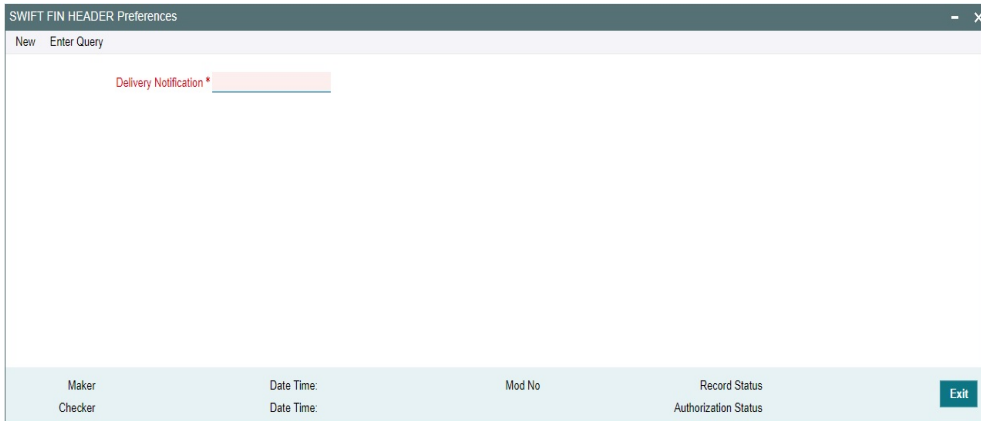 SWIFT FIN HEADER Preferences
New Enter Query
Delivery Notification *
Maker Date Time: Mod No Record Status
Exit
Checker Date Time: Authorization Status